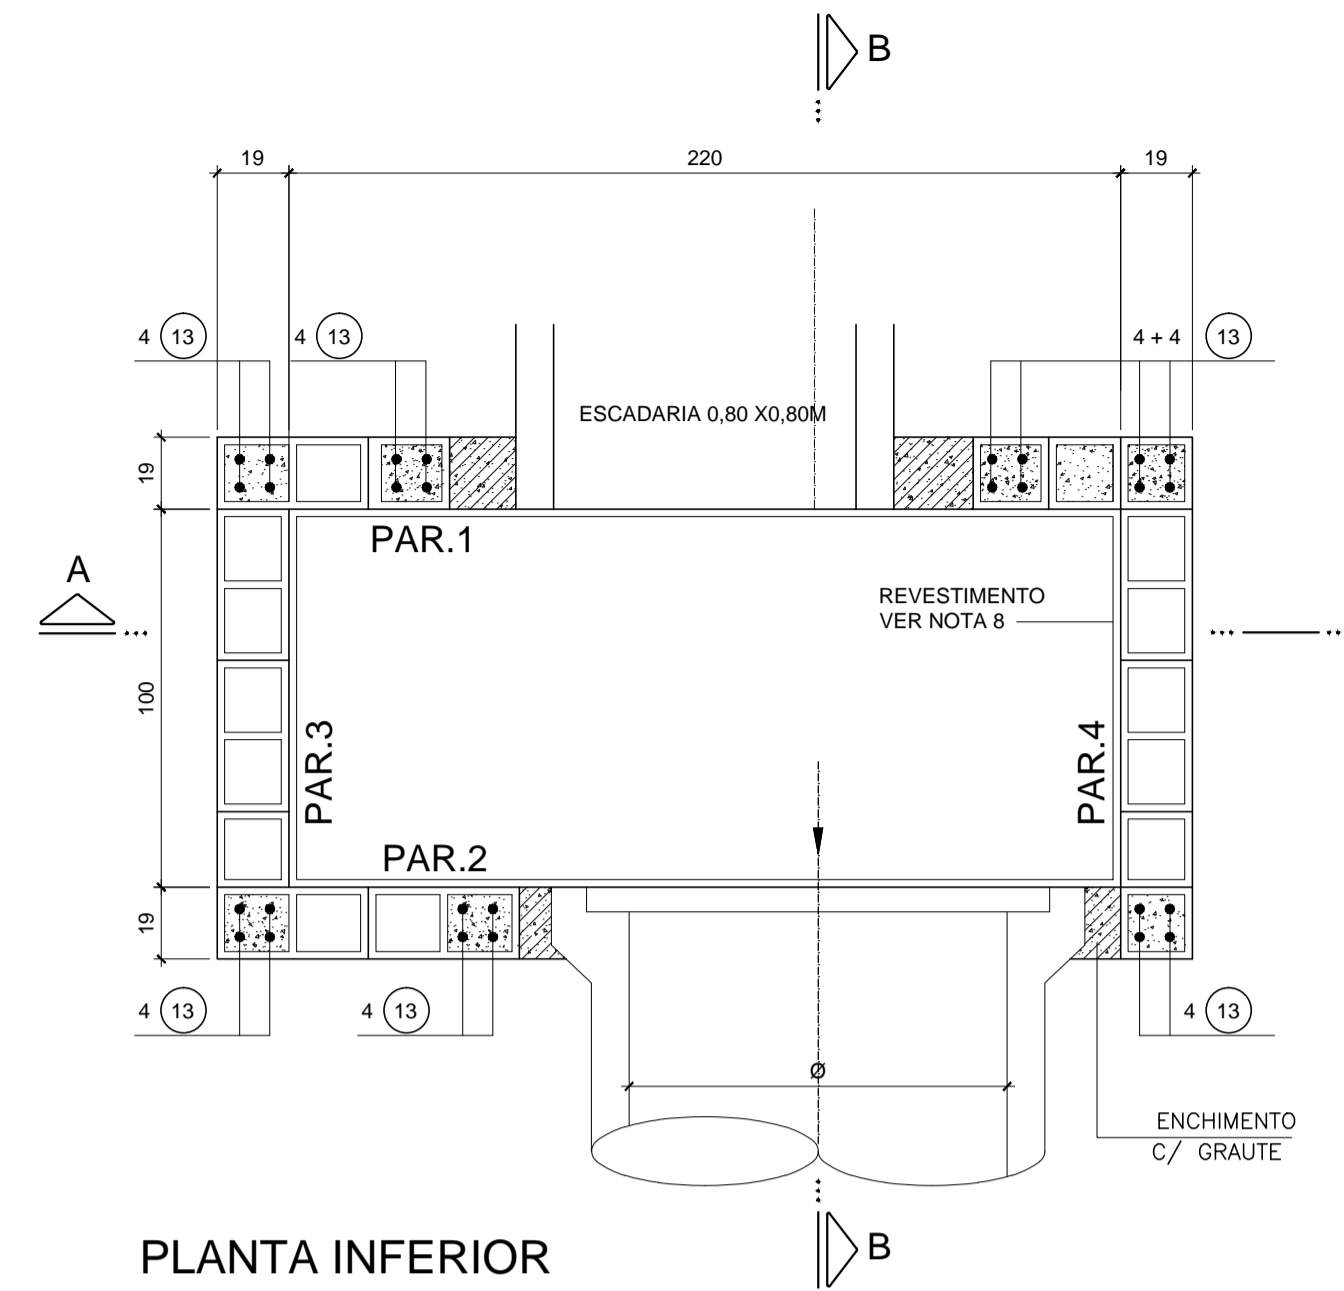 B
19
220
19
4 13
4 13
4 + 4 13
ESCADARIA 0,80 X0,80M
19
PAR.1
A
REVESTIMENTO
VER NOTA 8
100
PAR.3
PAR.4
PAR.2
19
4 13
4 13
4 13
Ø
ENCHIMENTO
C/ GRAUTE
B
PLANTA INFERIOR